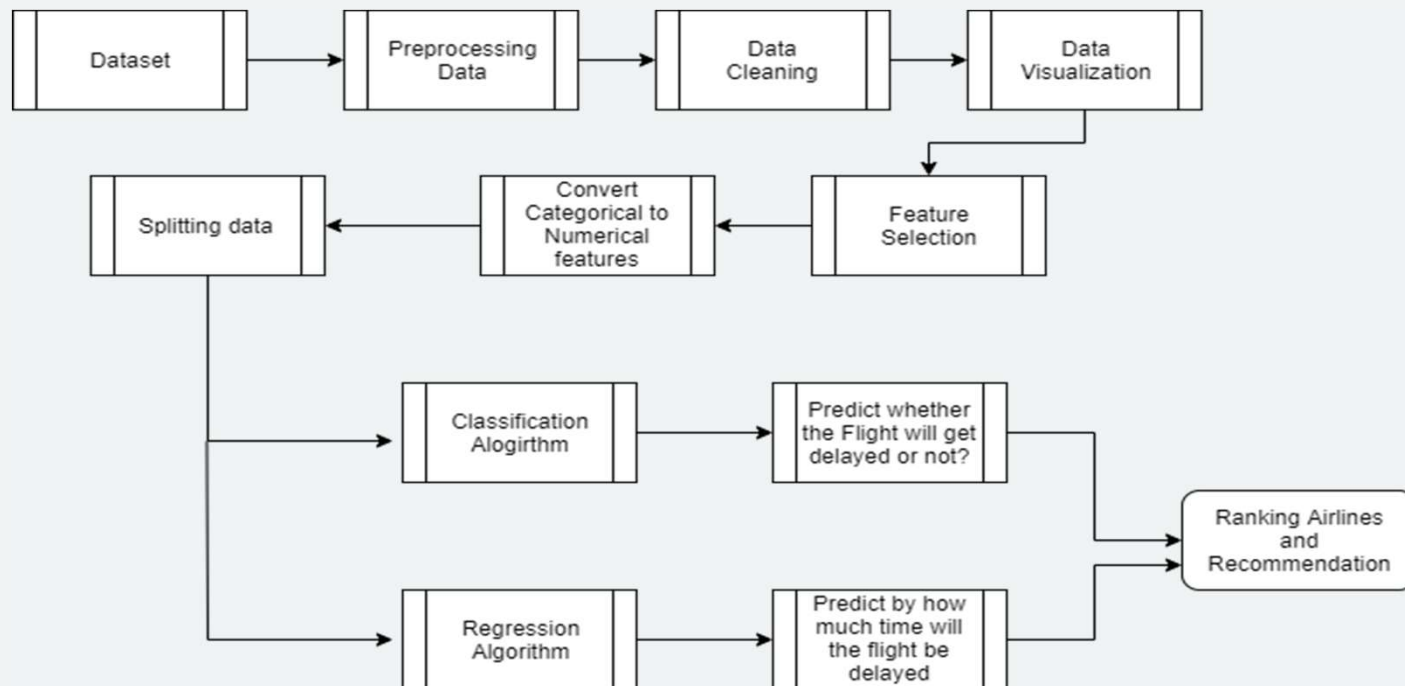 Dataset
Preprocessing
Data
Data
Cleaning
Data
Visualization
Splitting data
Convert
Categorical to
Numerical
features
Feature
Selection
Classification
Alogirthm
Predict whether
the Flight will get
delayed or not?
Ranking Airlines
and
Recommendation
Regression
Algorithm
Predict by how
much time will
the flight be
delayed